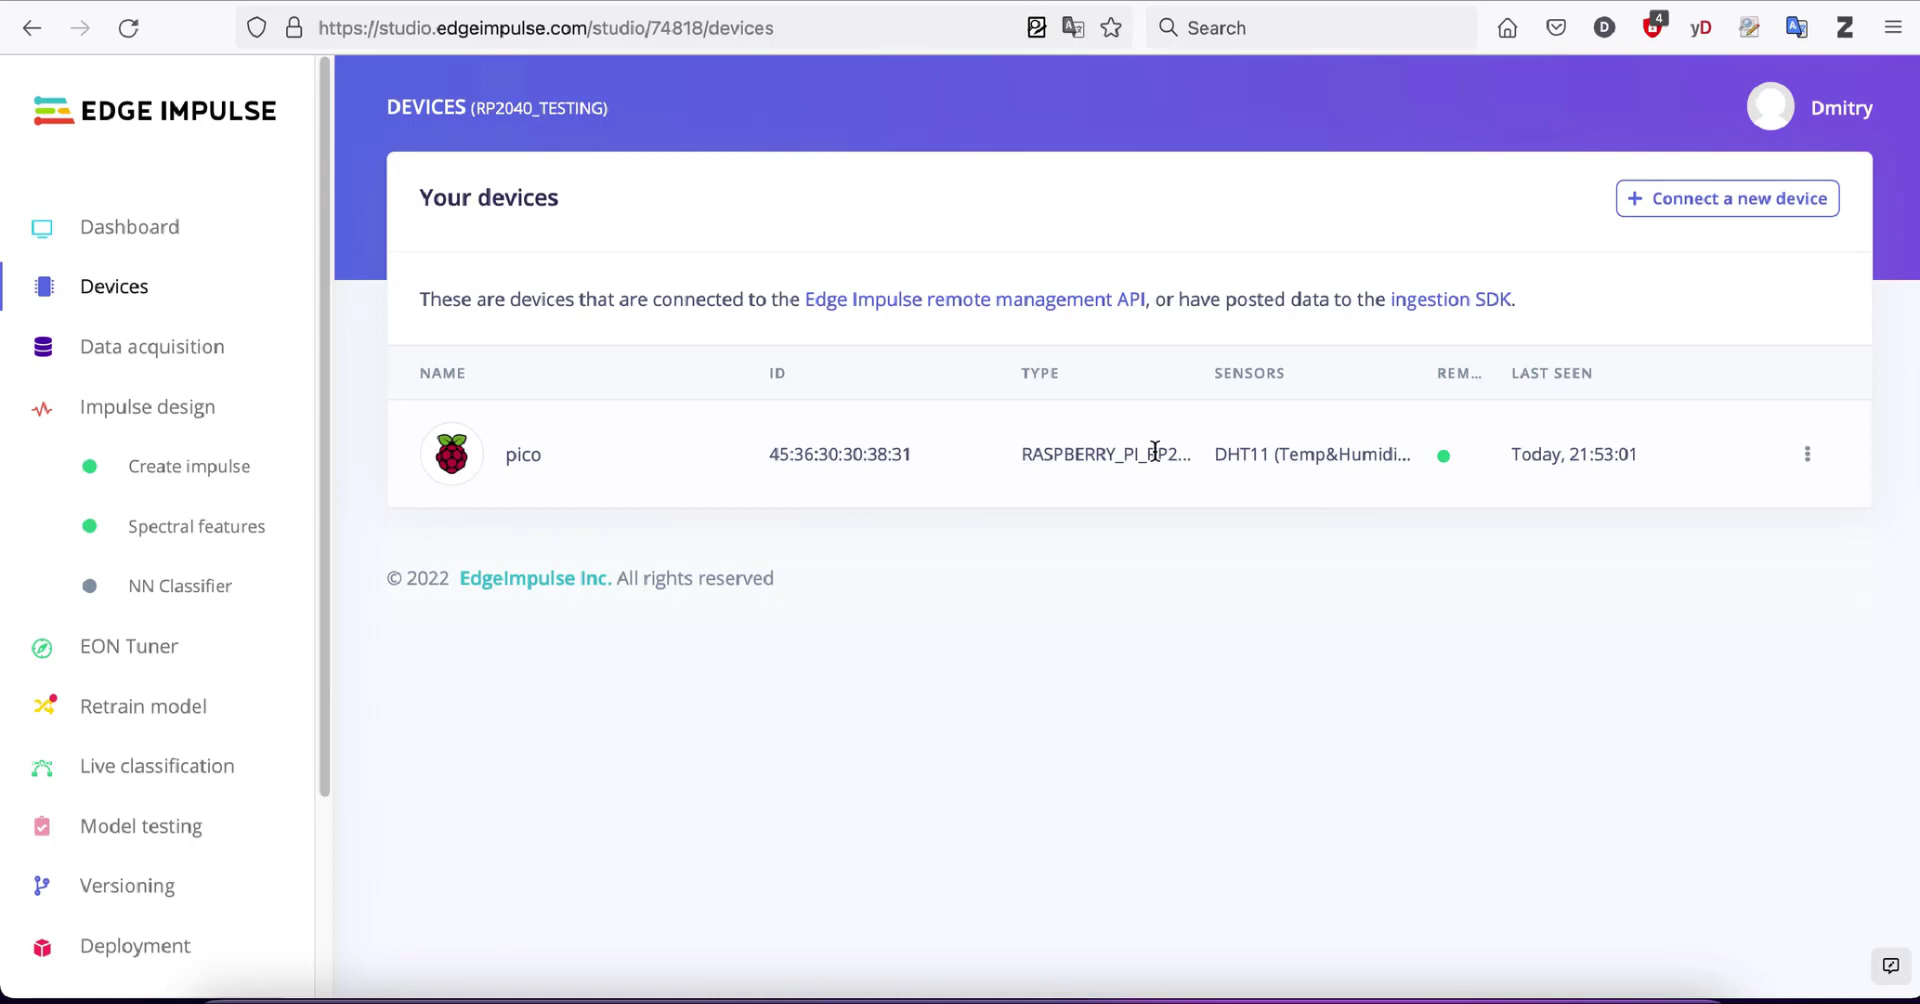 https://studio.edgeimpulse.com/studio/74818/devices
Search
D
4
yD
Z
EDGE IMPULSE
DEVICES (RP2040_TESTING)
Dmitry
Your devices
+ Connect a new device
Dashboard
Devices
These are devices that are connected to the Edge Impulse remote management API, or have posted data to the ingestion SDK.
Data acquisition
NAME ID TYPE SENSORS REM... LAST SEEN
Impulse design
pico 45:36:30:30:38:31 RASPBERRY_PI_RP2... DHT11 (Temp&Humidi... Today, 21:53:01
Create impulse
Spectral features
NN Classifier
© 2022 EdgeImpulse Inc. All rights reserved
EON Tuner
Retrain model
Live classification
Model testing
Versioning
Deployment